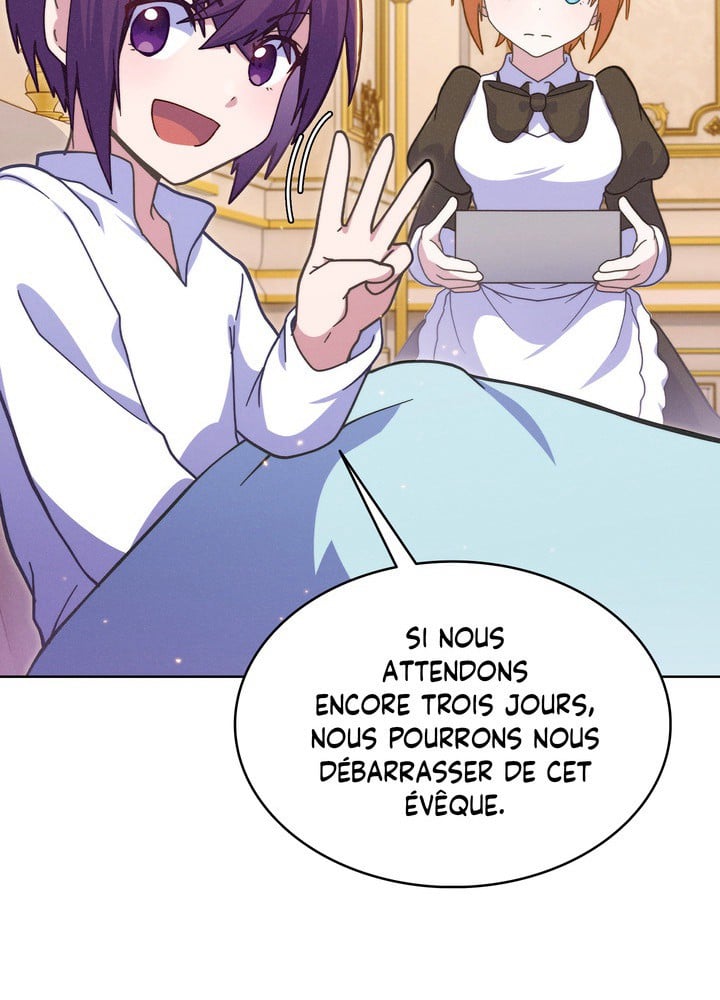 SI NOUS
ATTENDONS
ENCORE TROIS JOURS,
NOUS POURRONS NOUS
DÉBARRASSER DE CET
ÉVÊQUE.